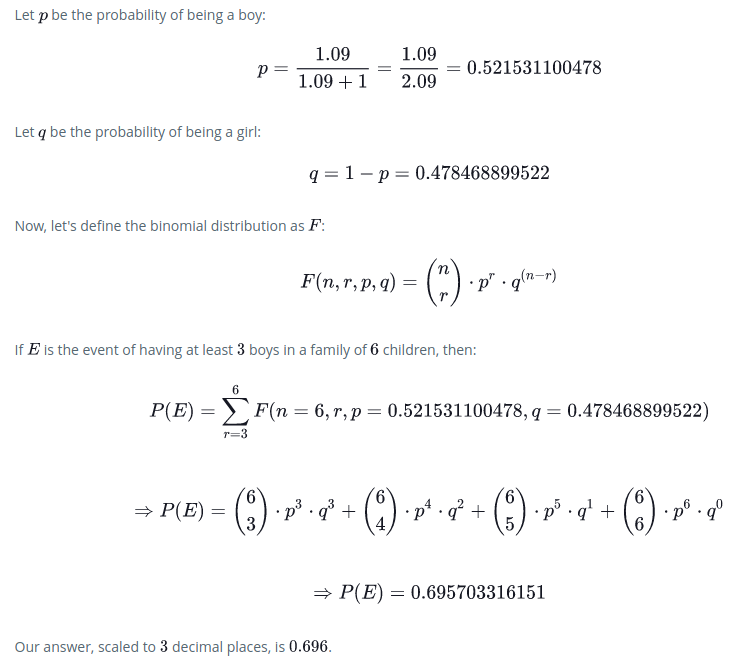 Let p be the probability of being a boy:
p = 1.09 / (1.09 + 1) = 1.09 / 2.09 = 0.521531100478
Let q be the probability of being a girl:
q = 1 − p = 0.478468899522
Now, let's define the binomial distribution as F:
F(n, r, p, q) = (n r) · p^r · q^(n−r)
If E is the event of having at least 3 boys in a family of 6 children, then:
P(E) = ∑_{r=3}^{6} F(n = 6, r, p = 0.521531100478, q = 0.478468899522)
⇒ P(E) = (6 3) · p^3 · q^3 + (6 4) · p^4 · q^2 + (6 5) · p^5 · q^1 + (6 6) · p^6 · q^0
⇒ P(E) = 0.695703316151
Our answer, scaled to 3 decimal places, is 0.696.